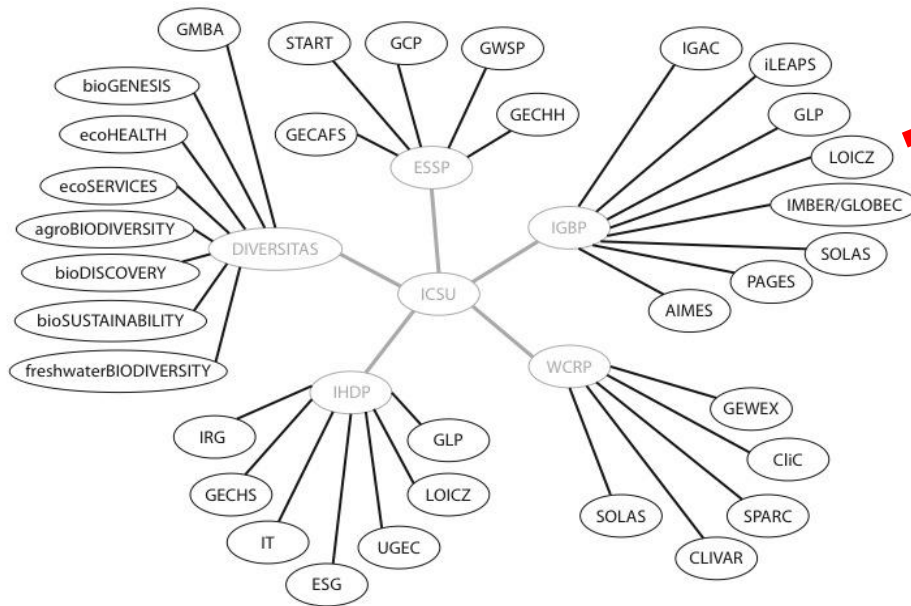 GMBA
bioGENESIS
ecoHEALTH
ecoSERVICES
agroBIODIVERSITY
bioDISCOVERY
bioSUSTAINABILITY
freshwaterBIODIVERSITY
DIVERSITAS
START
GCP
GWSP
GECAFS
GECHH
ESSP
IGAC
iLEAPS
GLP
LOICZ
IMBER/GLOBEC
SOLAS
PAGES
AIMES
IGBP
ICSU
IHDP
IRG
GECHS
IT
ESG
UGEC
LOICZ
GLP
WCRP
GEWEX
CliC
SPARC
CLIVAR
SOLAS